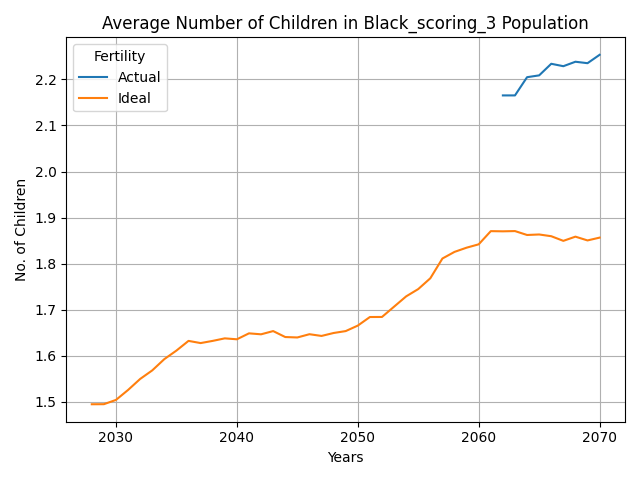 Average Number of Children in Black_scoring_3 Population
Fertility
Actual
Ideal
No. of Children
2.2
2.1
2.0
1.9
1.8
1.7
1.6
1.5
2030 2040 2050 2060 2070
Years